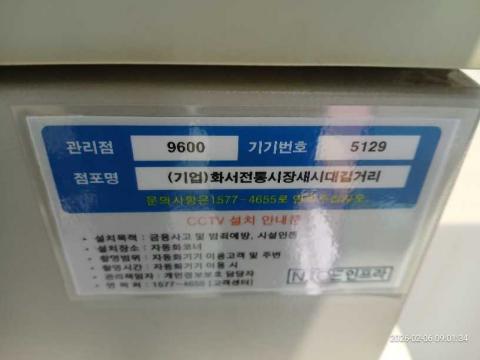 관리점 9600 기기번호 5129
점포명 (기업)화서전통시장새시대김거리
문의사항은1577-4655로 연락주십시오.
CCTV 설치 안내문
• 설치목적 : 금융사고 및 범죄예방, 시설안전
• 설치장소 : 자동화코너
• 촬영범위 : 자동화기기 이용고객 및 주변
• 촬영시간 : 자동화기기 이용 시
• 관리책임자 : 개인정보보호 담당자
• 연락처 : 1577-4655 [고객센터]
인프라
2026-02-06 09:01:34